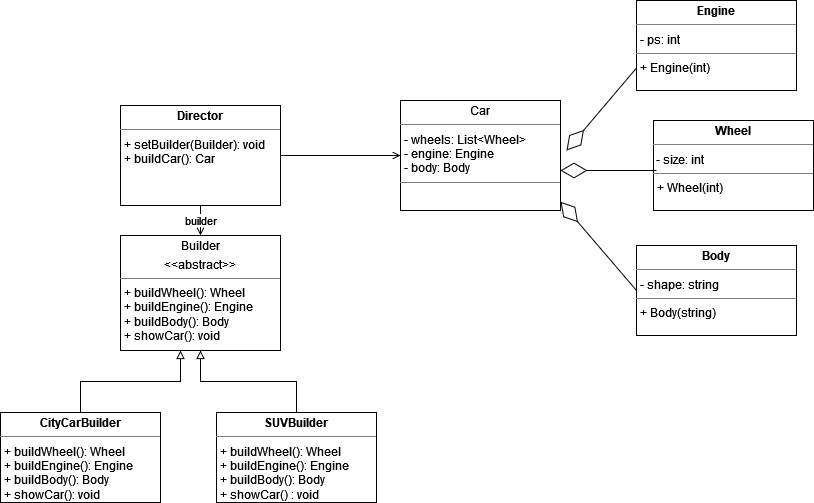 Engine
- ps: int
+ Engine(int)
Director
+ setBuilder(Builder): void
+ buildCar(): Car
Car
- wheels: List<Wheel>
- engine: Engine
- body: Body
Wheel
- size: int
+ Wheel(int)
builder
Builder
<<abstract>>
+ buildWheel(): Wheel
+ buildEngine(): Engine
+ buildBody(): Body
+ showCar(): void
Body
- shape: string
+ Body(string)
CityCarBuilder
+ buildWheel(): Wheel
+ buildEngine(): Engine
+ buildBody(): Body
+ showCar(): void
SUVBuilder
+ buildWheel(): Wheel
+ buildEngine(): Engine
+ buildBody(): Body
+ showCar() : void